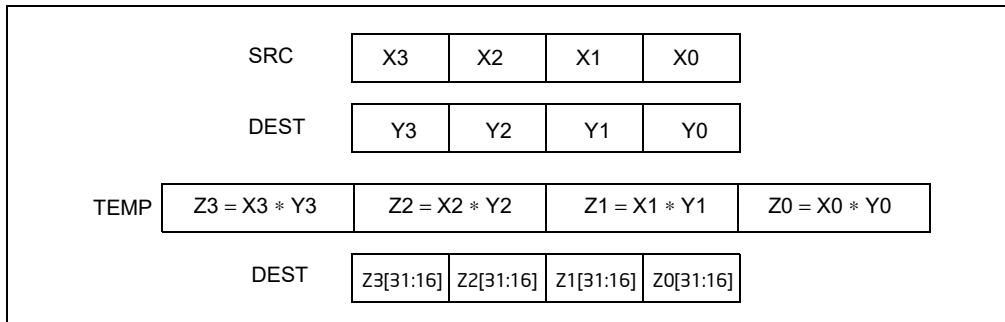 SRC X3 X2 X1 X0
DEST Y3 Y2 Y1 Y0
TEMP Z3 = X3 ∗ Y3 Z2 = X2 ∗ Y2 Z1 = X1 ∗ Y1 Z0 = X0 ∗ Y0
DEST Z3[31:16] Z2[31:16] Z1[31:16] Z0[31:16]